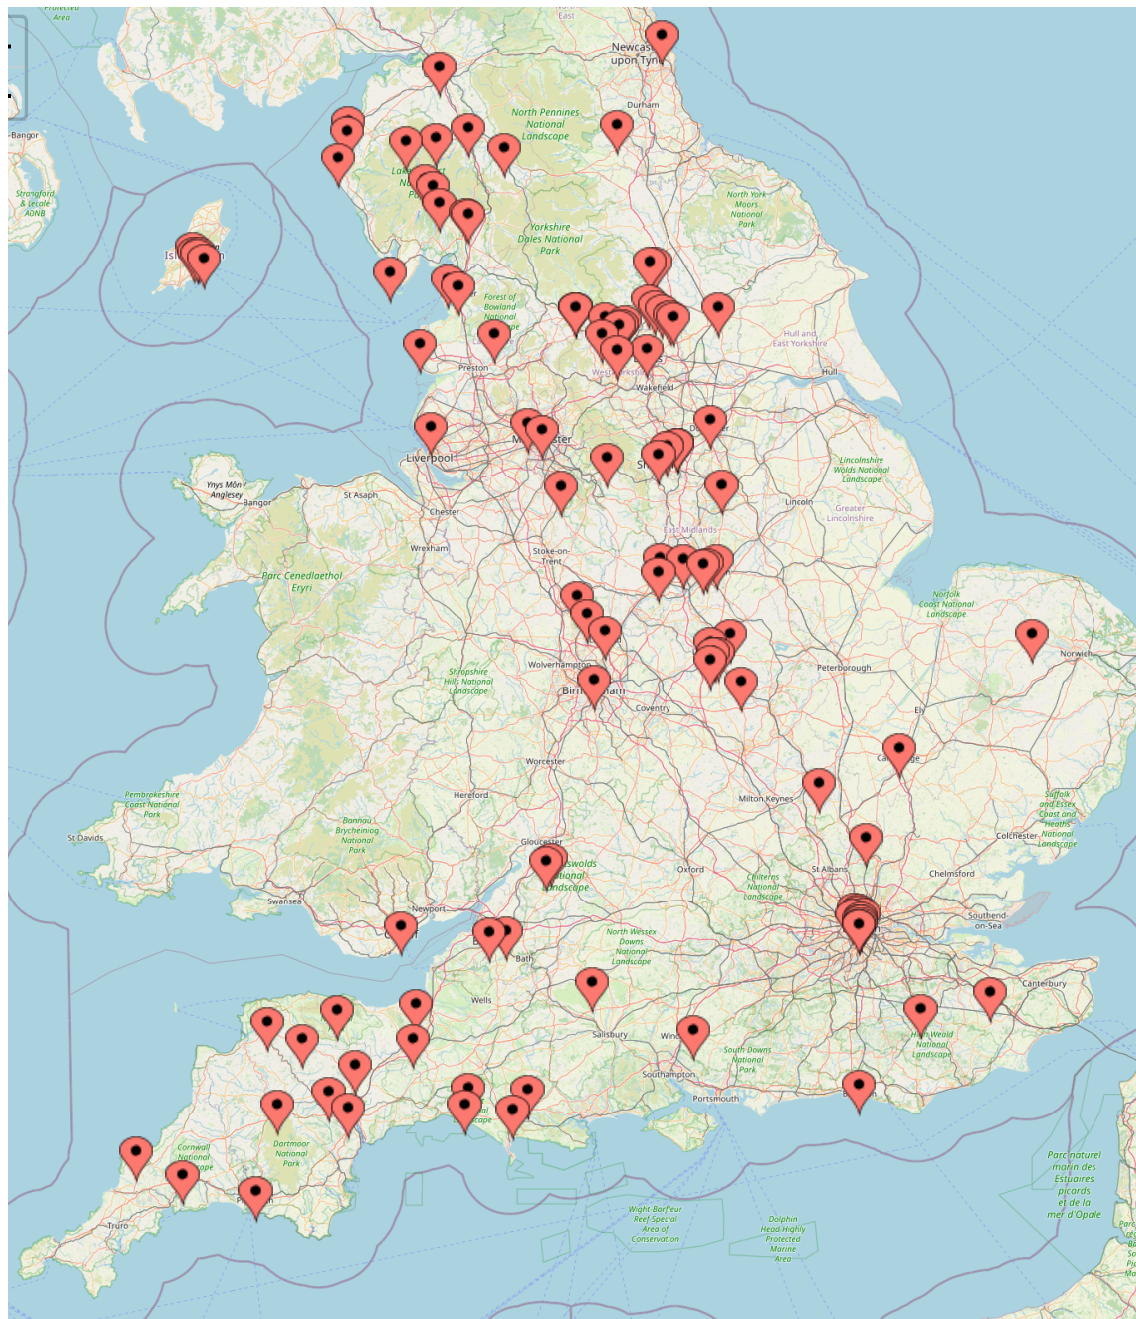 Protected
Area
North
East
Newcas
upon Tyne
-Bangor
Durham
North Pennines
National
Landscape
Strangford
& Lecale
AONB
North York
Moors
National
Park
Yorkshire
Dales National
Park
Forest of
Bowland
National
Hull and
East Yorkshire
Preston
Hull
Wakefield
Liverpool
Lincolnshire
Wolds National
Landscape
Ynys Môn
Anglesey
Bangor
St Asaph
Lincoln
Chester
Greater
Lincolnshire
East Midlands
Wrexham
Stoke-on-
Trent
Parc Cenedlaethol
Eryri
Norfolk
Coast National
Landscape
Norwich
Wolverhampton
Peterborough
Shropshire
Hills National
Landscape
Coventry
Ely
Worcester
Hereford
Milton Keynes
Pembrokeshire
Coast National
Park
Suffolk
and Essex
Coast and
Heaths
National
Landscape
Bannau
Brycheiniog
National
Park
St Davids
Colchester
Gloucester
Oxford
St Albans
Chelmsford
Chilterns
National
Landscape
Swansea
Newport
Southend-
on-Sea
North Wessex
Downs
National
Landscape
Bath
Canterbury
Wells
Salisbury
High Weald
National
Landscape
South Downs
National
Park
Southampton
Portsmouth
Cornwall
National
Dartmoor
National
Park
Parc naturel
marin des
Estuaires
picards
et de la
mer d'Opale
Truro
Wight-Barfleur
Reef Special
Area of
Conservation
Dolphin
Head Highly
Protected
Marine
Area